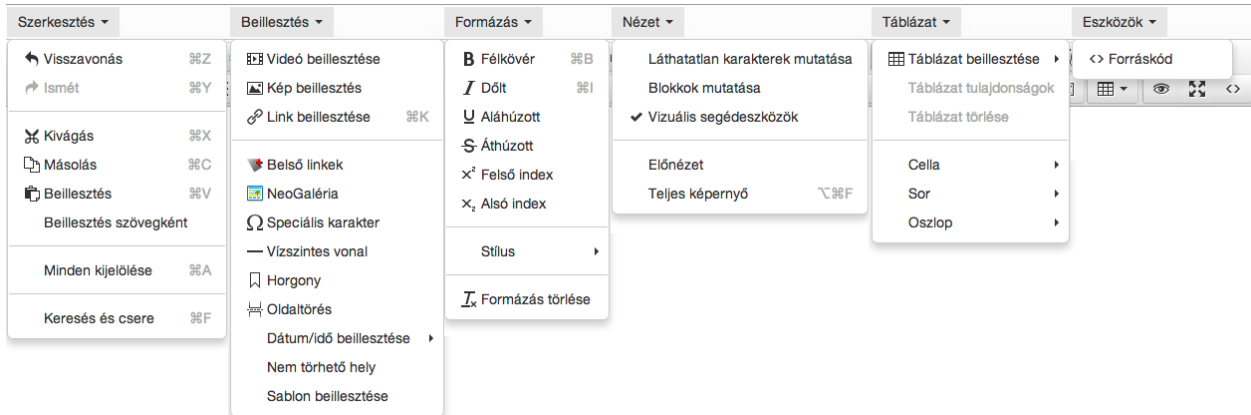 Szerkesztés
Visszavonás ⌘Z
Ismét ⌘Y
Kivágás ⌘X
Másolás ⌘C
Beillesztés ⌘V
Beillesztés szövegként
Minden kijelölése ⌘A
Keresés és csere ⌘F
Beillesztés
Videó beillesztése
Kép beillesztés
Link beillesztése ⌘K
Belső linkek
NeoGaléria
Speciális karakter
Vízszintes vonal
Horgony
Oldaltörés
Dátum/idő beillesztése
Nem törhető hely
Sablon beillesztése
Formázás
B Félkövér ⌘B
I Dőlt ⌘I
U Aláhúzott
S Áthúzott
x² Felső index
x₂ Alsó index
Stílus
Formázás törlése
Nézet
Láthatatlan karakterek mutatása
Blokkok mutatása
Vizuális segédeszközök
Előnézet
Teljes képernyő ⌥⌘F
Táblázat
Táblázat beillesztése
Táblázat tulajdonságok
Táblázat törlése
Cella
Sor
Oszlop
Eszközök
<> Forráskód